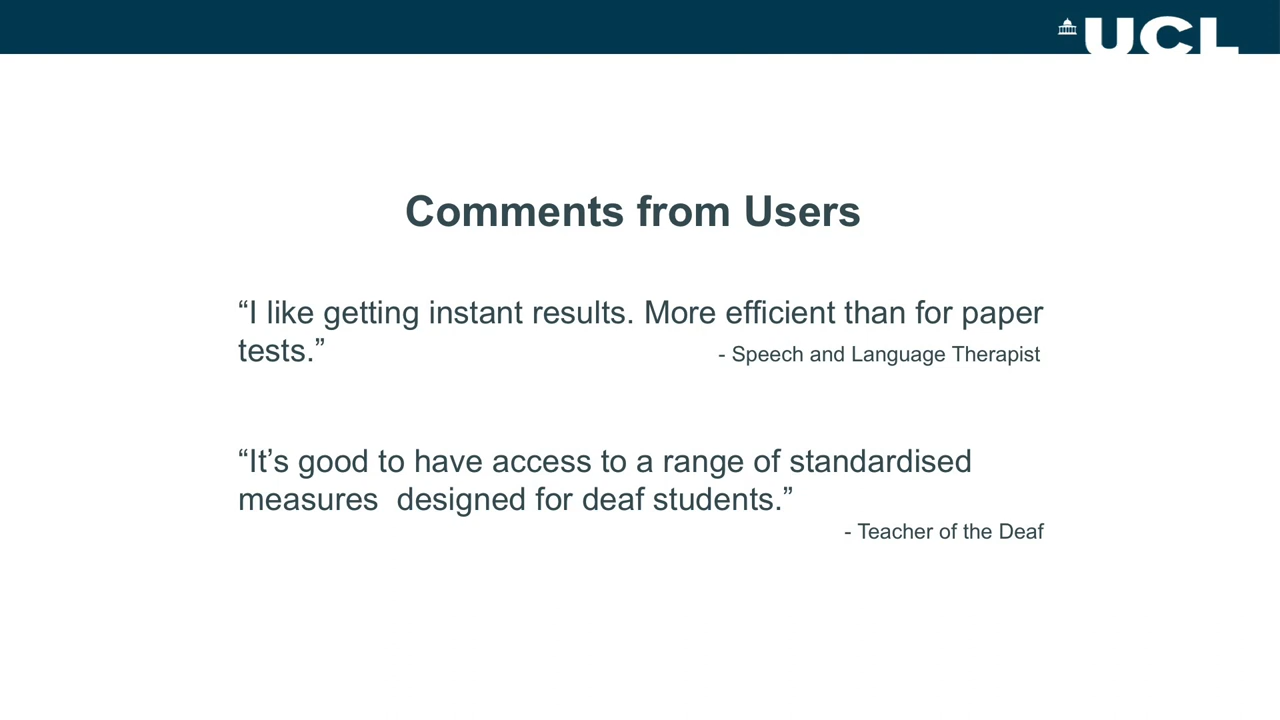 UCL
Comments from Users
“I like getting instant results. More efficient than for paper
tests.” - Speech and Language Therapist
“It’s good to have access to a range of standardised
measures  designed for deaf students.”
- Teacher of the Deaf